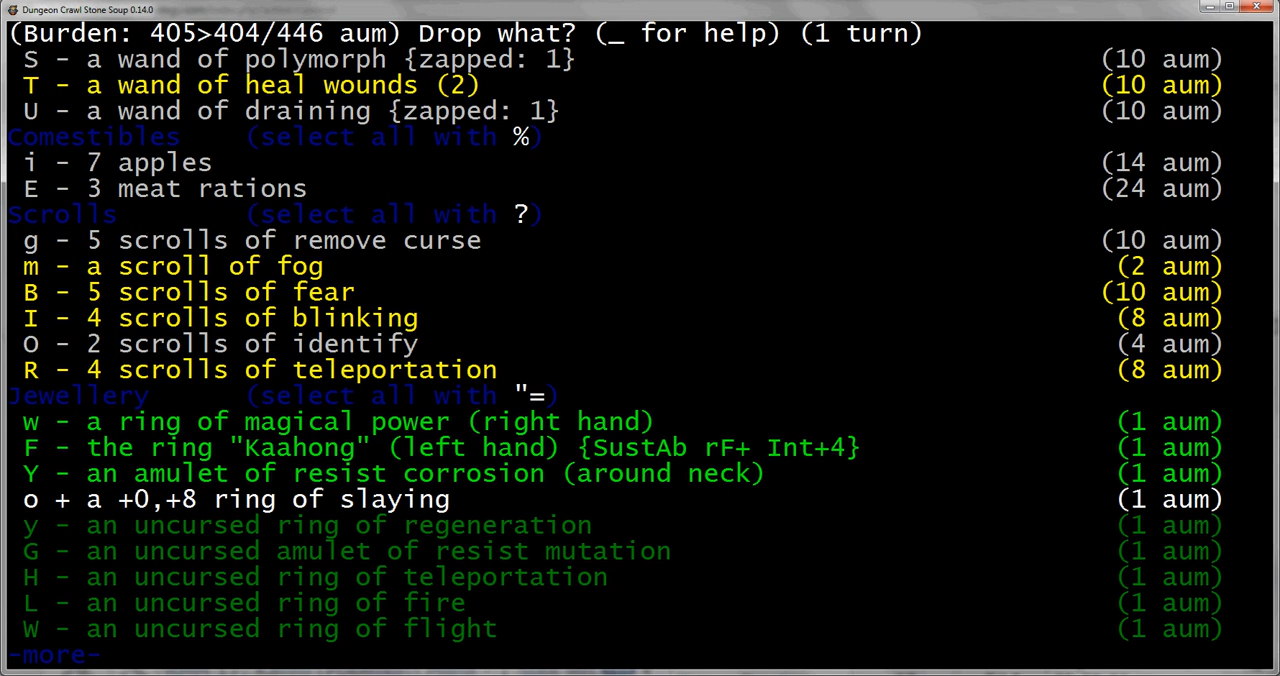 Dungeon Crawl Stone Soup 0.14.0
(Burden: 405>404/446 aum) Drop what? (_ for help) (1 turn)
S - a wand of polymorph {zapped: 1} (10 aum)
T - a wand of heal wounds (2) (10 aum)
U - a wand of draining {zapped: 1} (10 aum)
Comestibles (select all with %)
i - 7 apples (14 aum)
E - 3 meat rations (24 aum)
Scrolls (select all with ?)
g - 5 scrolls of remove curse (10 aum)
m - a scroll of fog (2 aum)
B - 5 scrolls of fear (10 aum)
I - 4 scrolls of blinking (8 aum)
O - 2 scrolls of identify (4 aum)
R - 4 scrolls of teleportation (8 aum)
Jewellery (select all with "=)
w - a ring of magical power (right hand) (1 aum)
F - the ring "Kaahong" (left hand) {SustAb rF+ Int+4} (1 aum)
Y - an amulet of resist corrosion (around neck) (1 aum)
o + a +0,+8 ring of slaying (1 aum)
y - an uncursed ring of regeneration (1 aum)
G - an uncursed amulet of resist mutation (1 aum)
H - an uncursed ring of teleportation (1 aum)
L - an uncursed ring of fire (1 aum)
W - an uncursed ring of flight (1 aum)
-more-